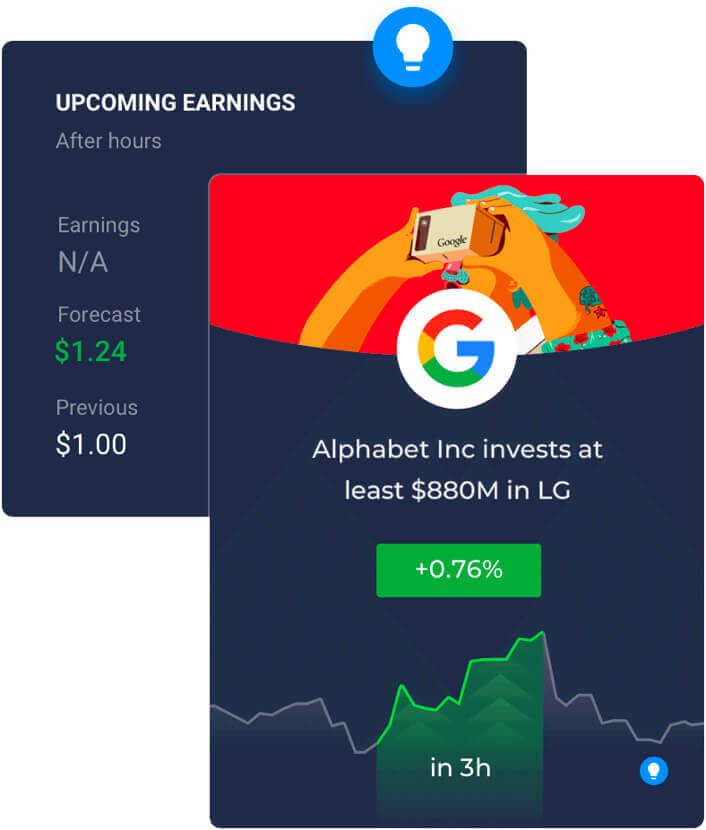 UPCOMING EARNINGS
After hours
Earnings
N/A
Forecast
$1.24
Previous
$1.00
Google
G
Alphabet Inc invests at
least $880M in LG
+0.76%
in 3h